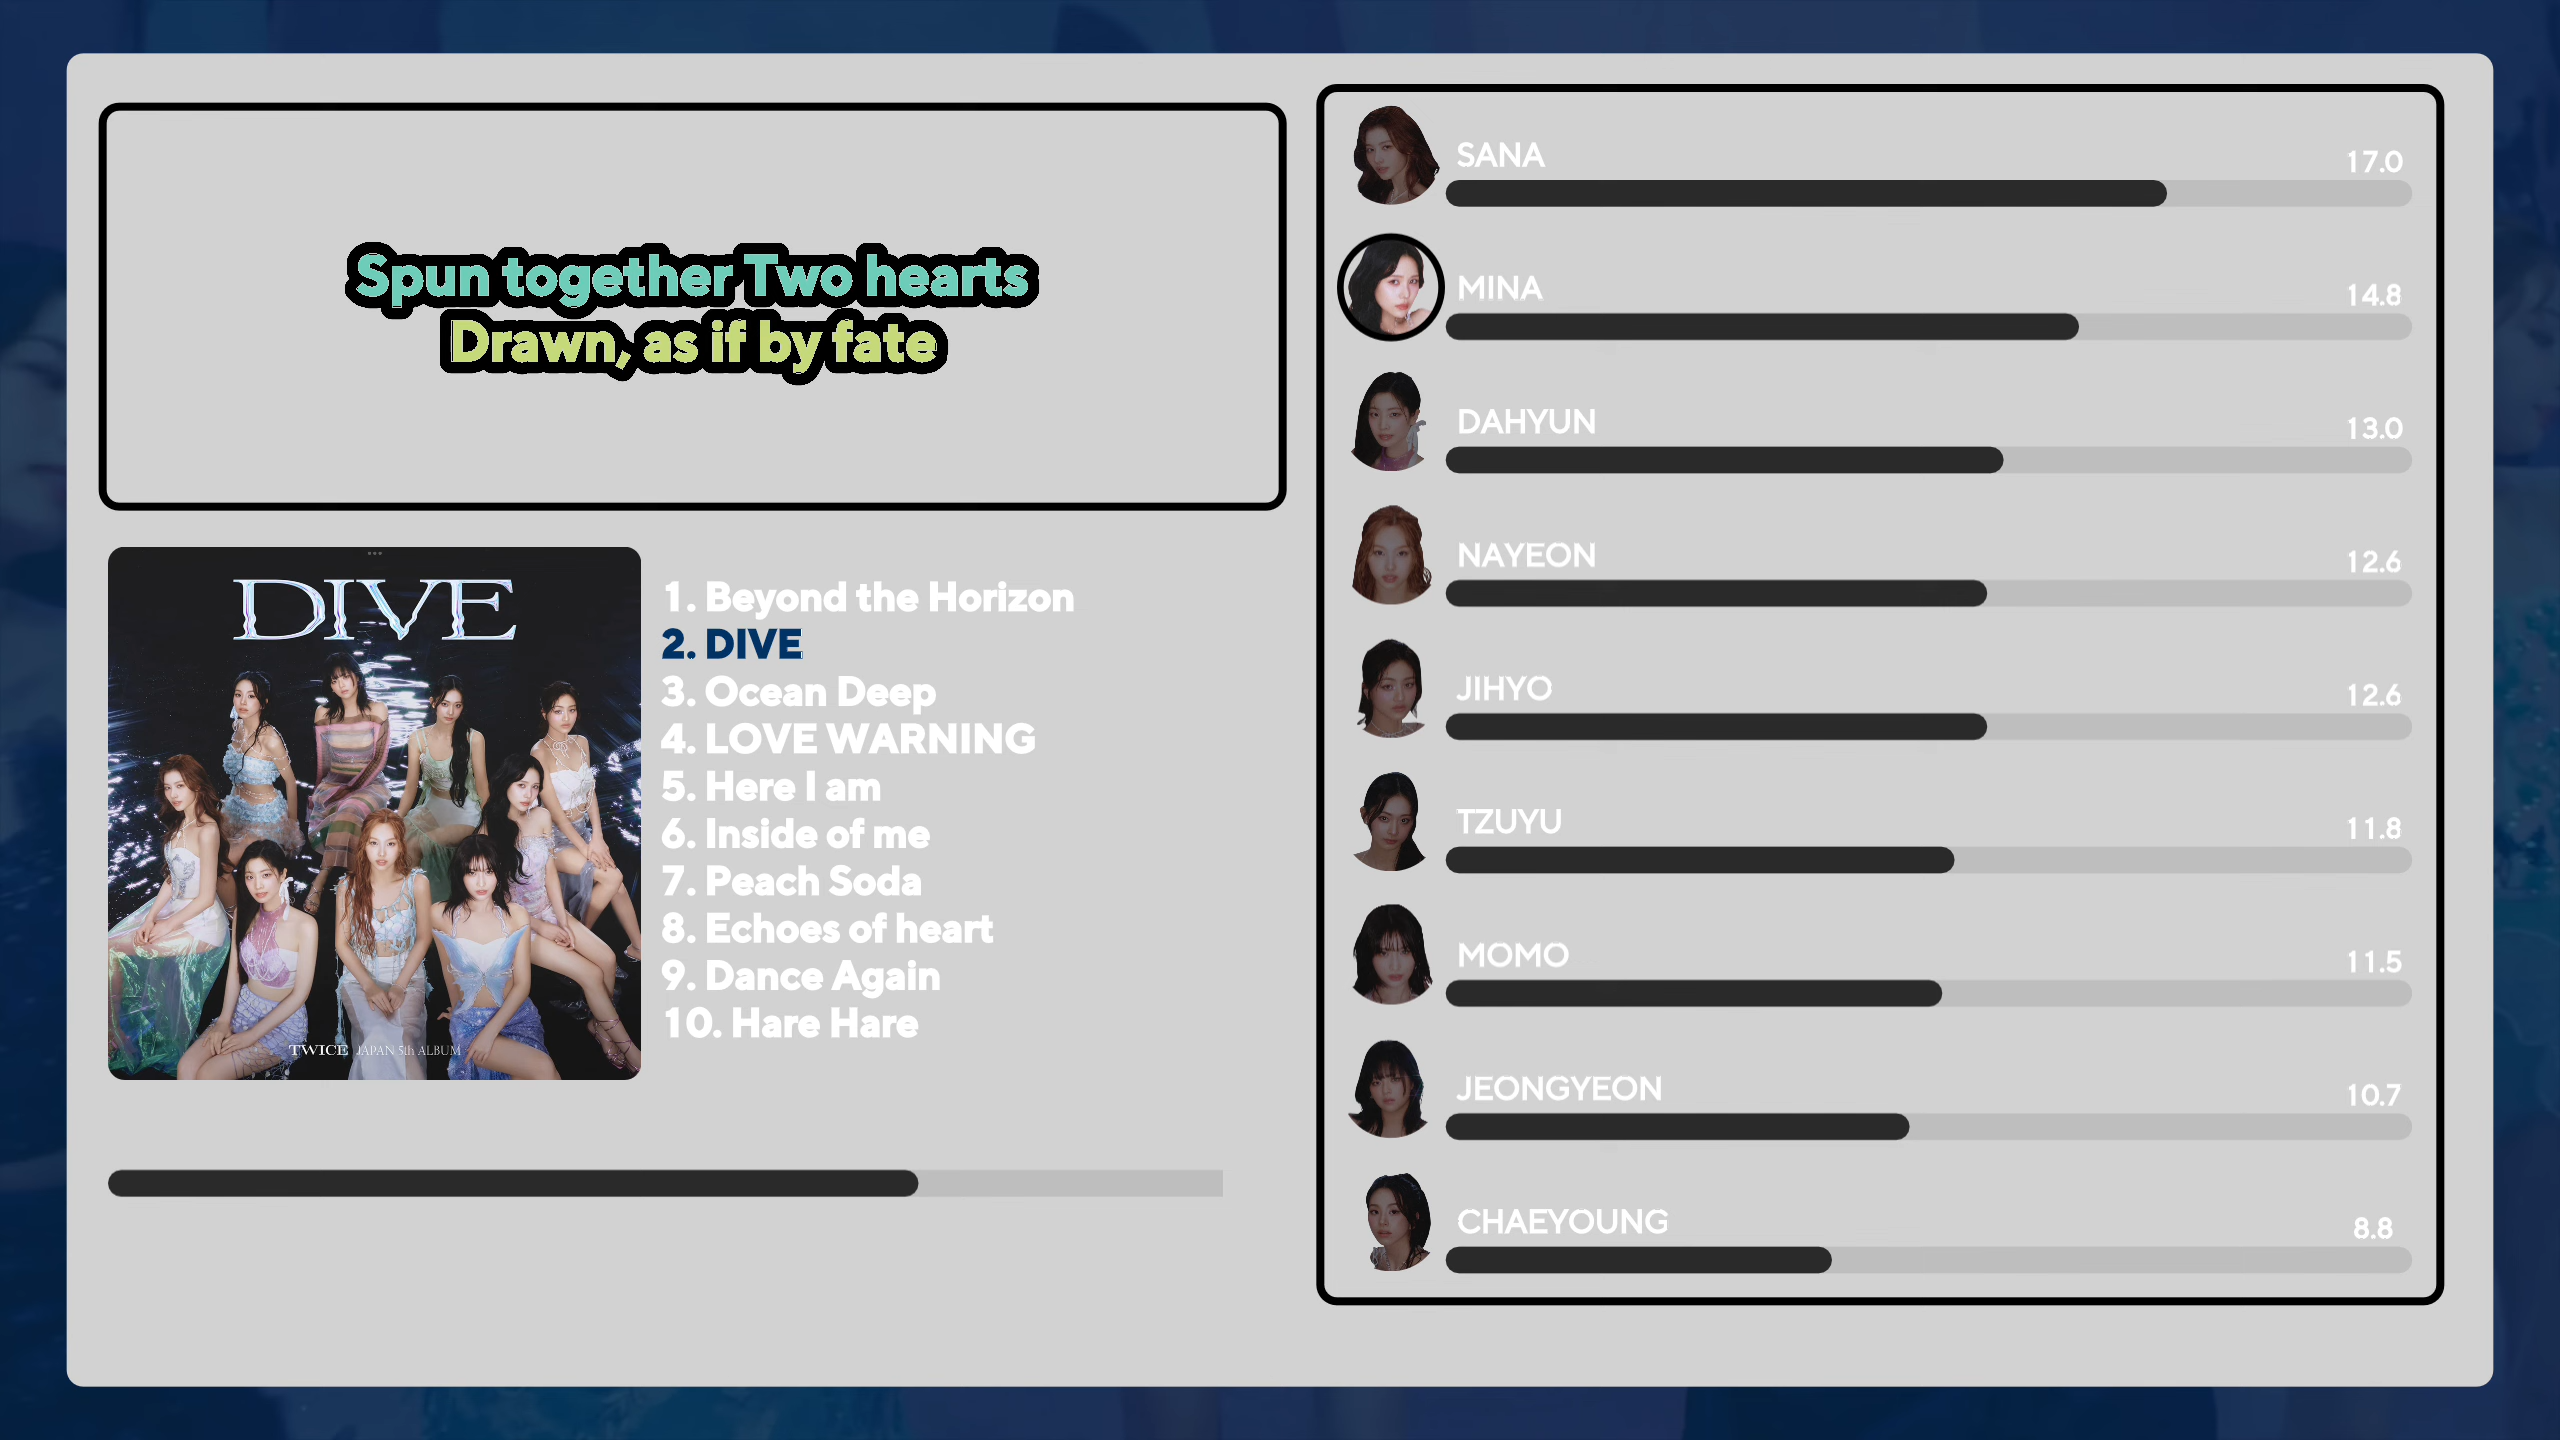 Spun together Two hearts
Drawn, as if by fate
DIVE
TWICE JAPAN 5th ALBUM
1. Beyond the Horizon
2. DIVE
3. Ocean Deep
4. LOVE WARNING
5. Here I am
6. Inside of me
7. Peach Soda
8. Echoes of heart
9. Dance Again
10. Hare Hare
SANA 17.0
MINA 14.8
DAHYUN 13.0
NAYEON 12.6
JIHYO 12.6
TZUYU 11.8
MOMO 11.5
JEONGYEON 10.7
CHAEYOUNG 8.8